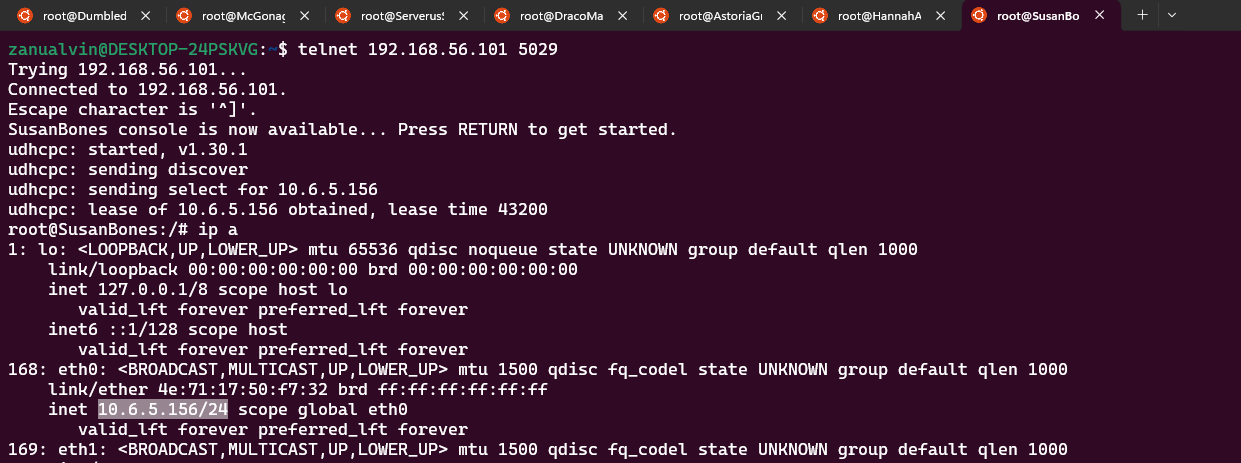 root@Dumbled
root@McGonag
root@Serverus
root@DracoMa
root@AstoriaGr
root@HannahA
root@SusanBo
zanualvin@DESKTOP-24PSKVG:~$ telnet 192.168.56.101 5029
Trying 192.168.56.101...
Connected to 192.168.56.101.
Escape character is '^]'.
SusanBones console is now available... Press RETURN to get started.
udhcpc: started, v1.30.1
udhcpc: sending discover
udhcpc: sending select for 10.6.5.156
udhcpc: lease of 10.6.5.156 obtained, lease time 43200
root@SusanBones:/# ip a
1: lo: <LOOPBACK,UP,LOWER_UP> mtu 65536 qdisc noqueue state UNKNOWN group default qlen 1000
    link/loopback 00:00:00:00:00:00 brd 00:00:00:00:00:00
    inet 127.0.0.1/8 scope host lo
       valid_lft forever preferred_lft forever
    inet6 ::1/128 scope host
       valid_lft forever preferred_lft forever
168: eth0: <BROADCAST,MULTICAST,UP,LOWER_UP> mtu 1500 qdisc fq_codel state UNKNOWN group default qlen 1000
    link/ether 4e:71:17:50:f7:32 brd ff:ff:ff:ff:ff:ff
    inet 10.6.5.156/24 scope global eth0
       valid_lft forever preferred_lft forever
169: eth1: <BROADCAST,MULTICAST,UP,LOWER_UP> mtu 1500 qdisc fq_codel state UNKNOWN group default qlen 1000